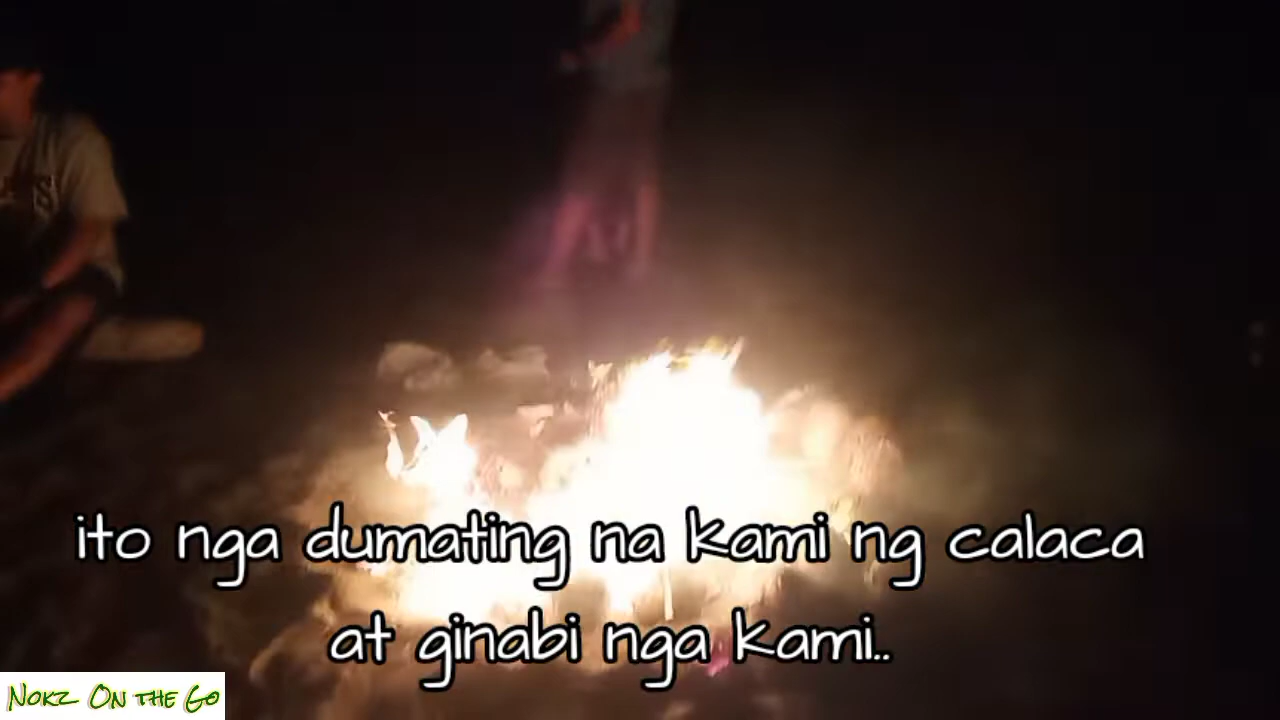 ito nga dumating na kami ng calaca
at ginabi nga kami..
Nokz On the Go